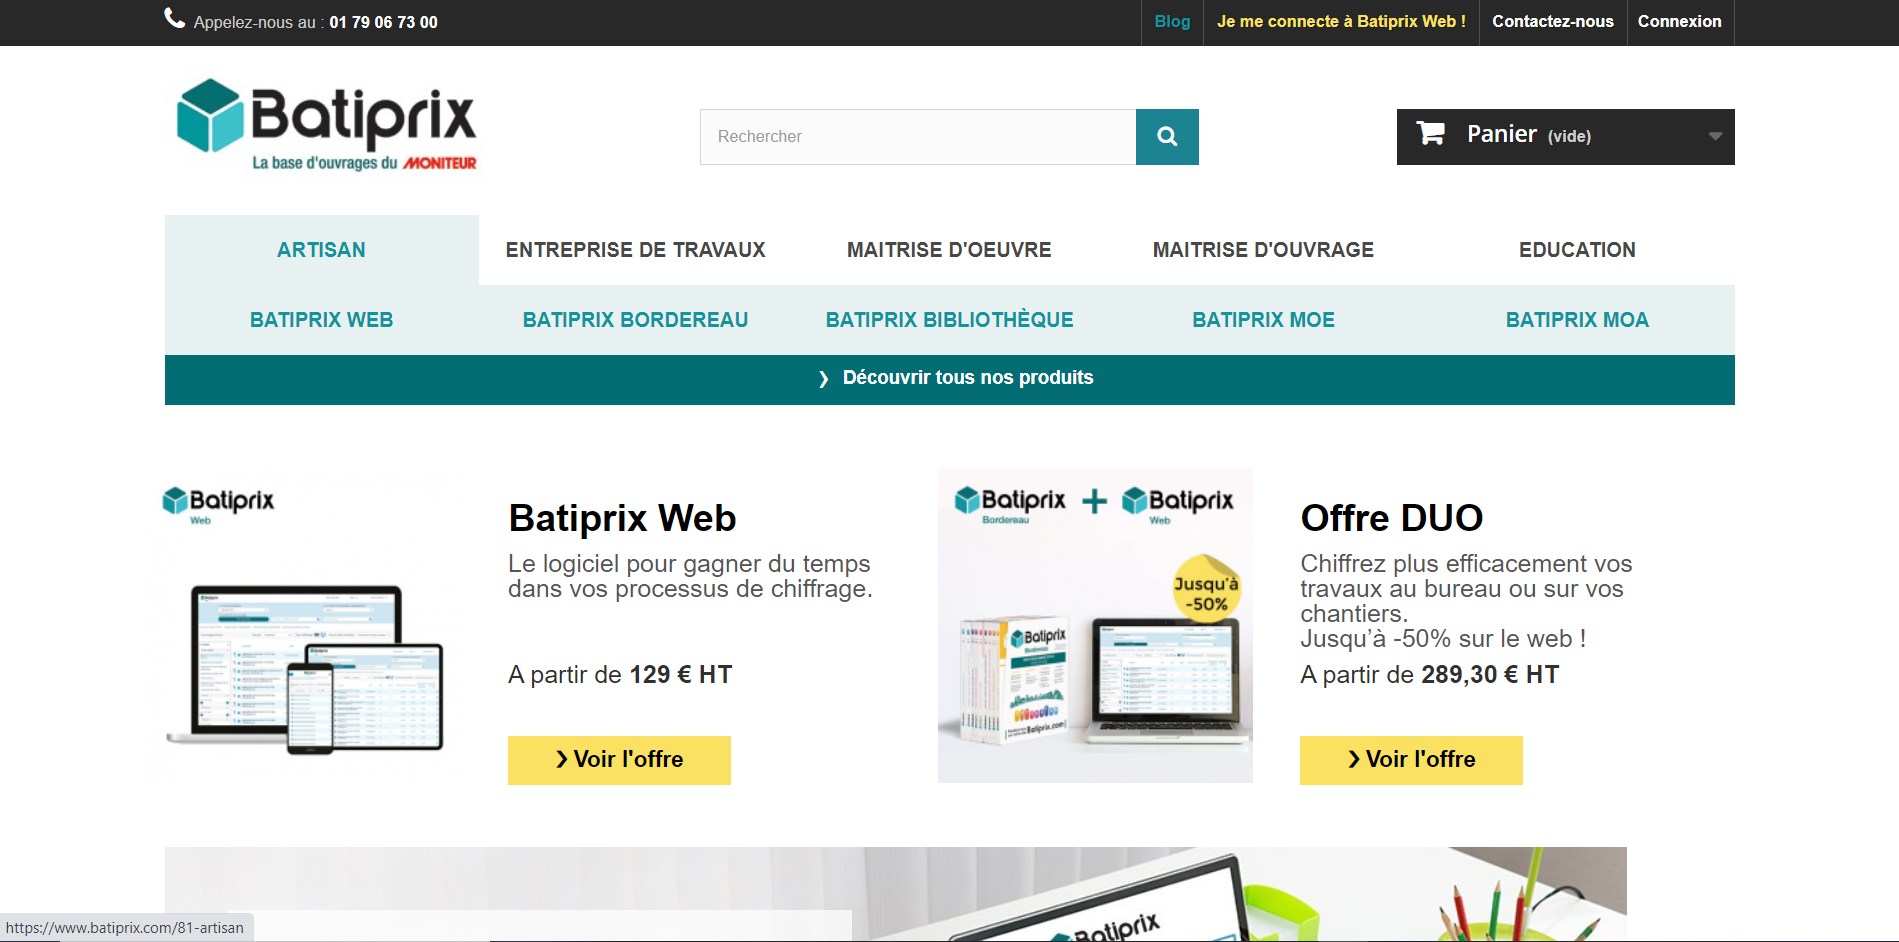 Appelez-nous au : 01 79 06 73 00
Blog
Je me connecte à Batiprix Web !
Contactez-nous
Connexion
Batiprix
La base d'ouvrages du MONITEUR
Rechercher
Panier (vide)
ARTISAN
ENTREPRISE DE TRAVAUX
MAITRISE D'OEUVRE
MAITRISE D'OUVRAGE
EDUCATION
BATIPRIX WEB
BATIPRIX BORDEREAU
BATIPRIX BIBLIOTHÈQUE
BATIPRIX MOE
BATIPRIX MOA
❯ Découvrir tous nos produits
Batiprix
Web
Batiprix Web
Le logiciel pour gagner du temps
dans vos processus de chiffrage.
A partir de 129 € HT
❯ Voir l'offre
Batiprix + Batiprix
Bordereau
Web
Jusqu'à
-50%
Batiprix
Bordereau
Batiprix.com
Offre DUO
Chiffrez plus efficacement vos
travaux au bureau ou sur vos
chantiers.
Jusqu’à -50% sur le web !
A partir de 289,30 € HT
❯ Voir l'offre
Batiprix
https://www.batiprix.com/81-artisan